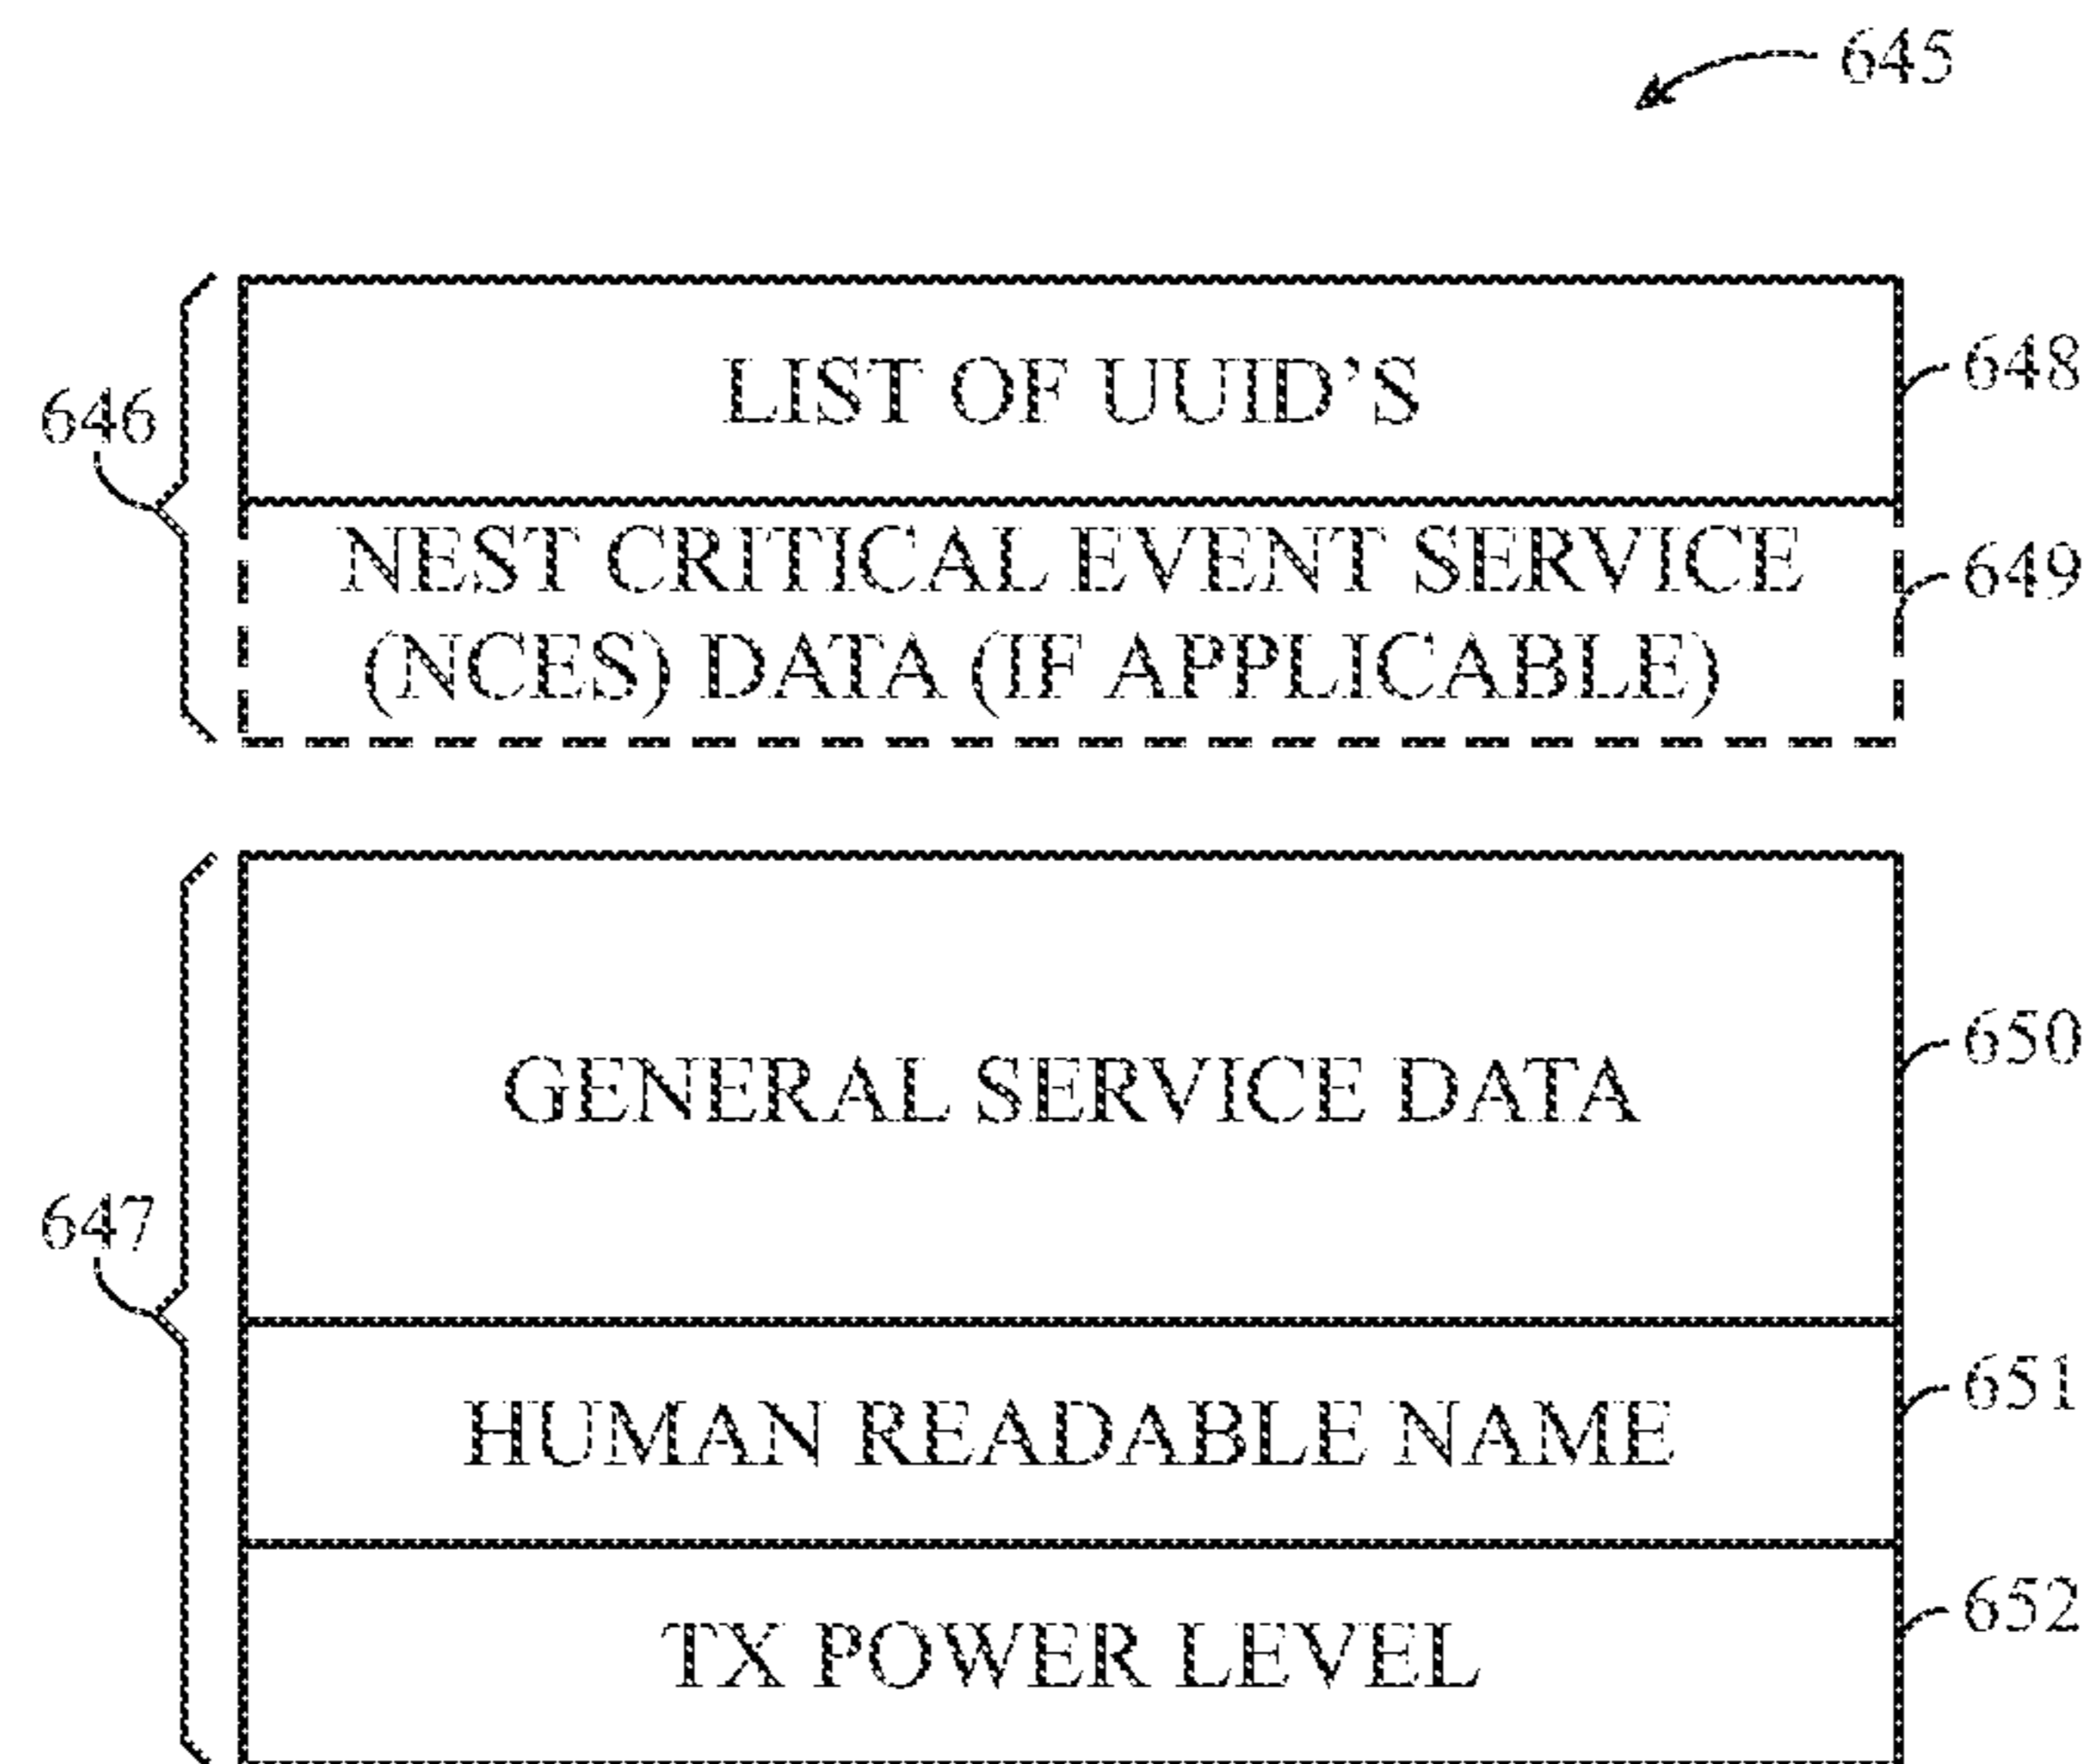 645
646
LIST OF UUID'S
648
NEST CRITICAL EVENT SERVICE
(NCES) DATA (IF APPLICABLE)
649
647
GENERAL SERVICE DATA
650
HUMAN READABLE NAME
651
TX POWER LEVEL
652